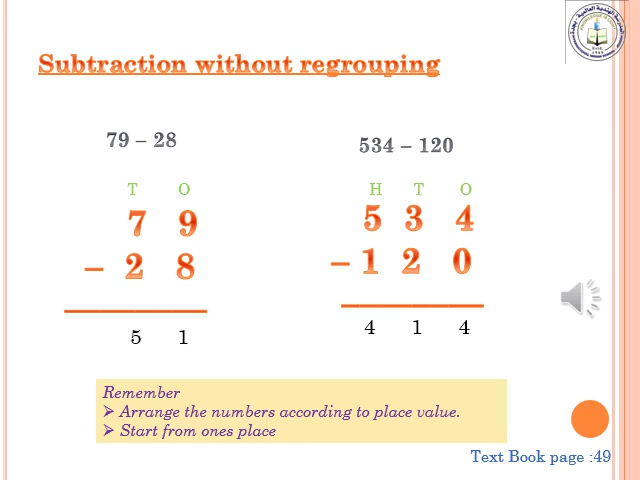 Subtraction without regrouping
79 – 28
534 – 120
T O
7 9
– 2 8
5 1
H T O
5 3 4
– 1 2 0
4 1 4
Remember
➢ Arrange the numbers according to place value.
➢ Start from ones place
Text Book page :49